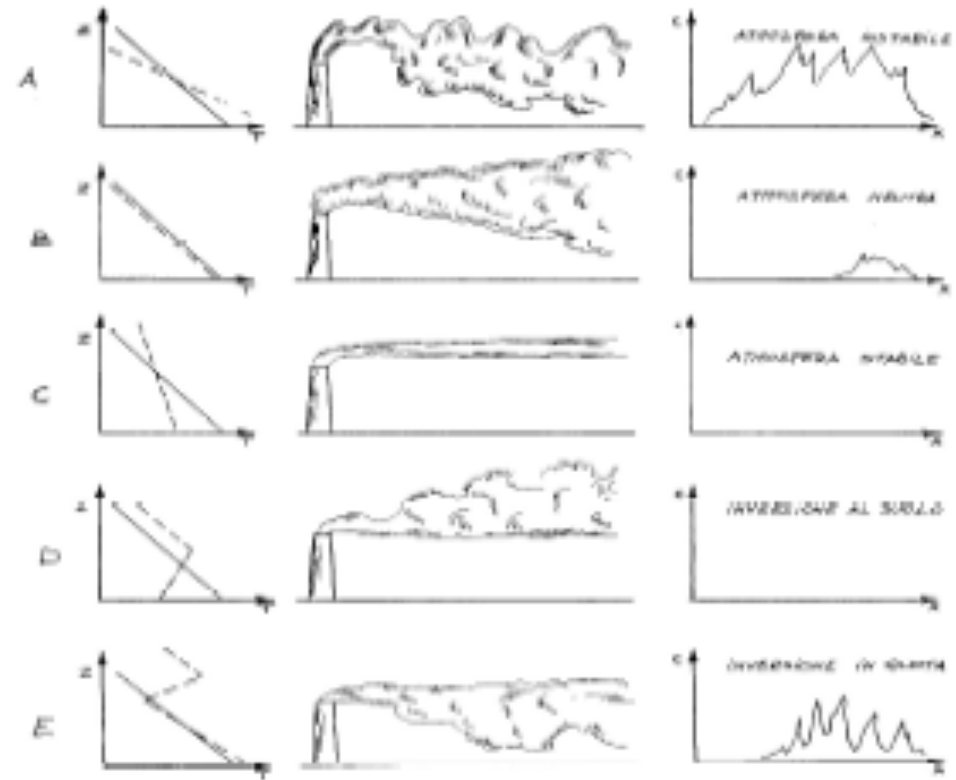 A
z
T
C
ATMOSFERA INSTABILE
x
B
z
T
C
ATMOSFERA NEUTRA
x
C
z
T
ATMOSFERA STABILE
x
D
z
T
INVERSIONE AL SUOLO
x
E
z
T
C
INVERSIONE IN QUOTA
x